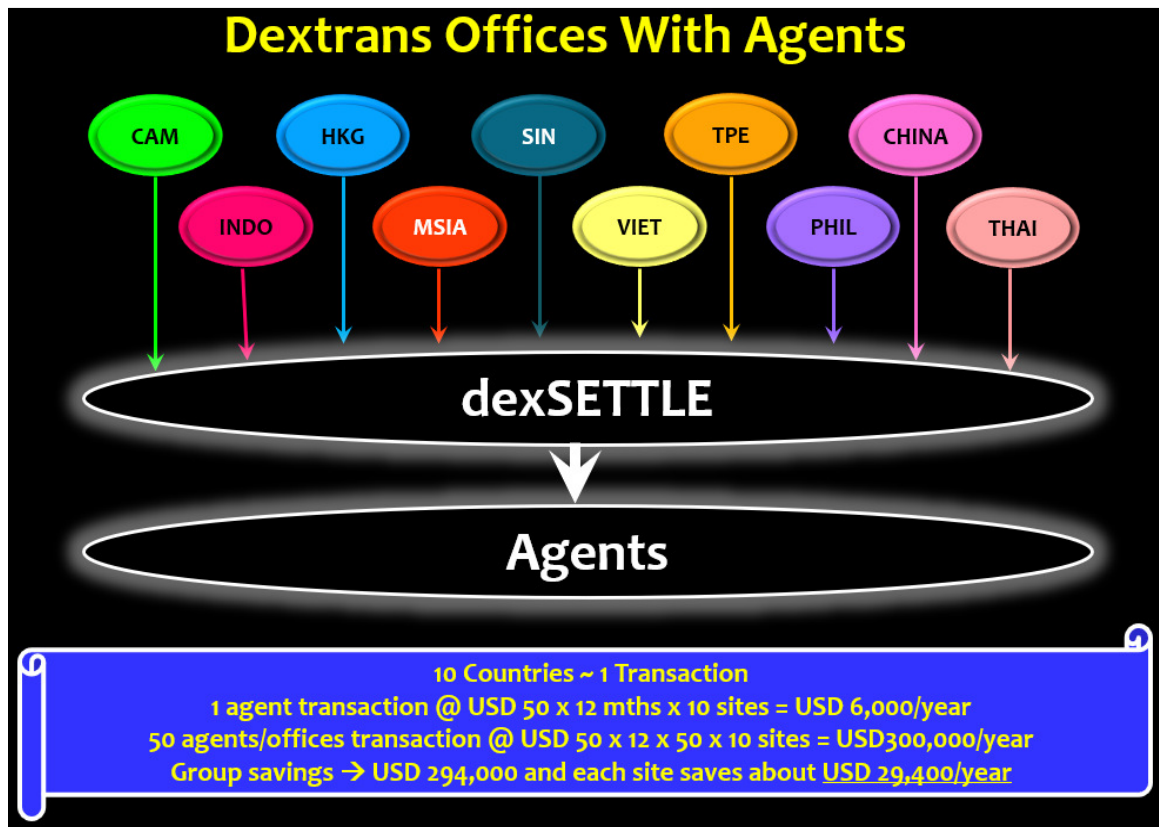 Dextrans Offices With Agents
CAM
HKG
SIN
TPE
CHINA
INDO
MSIA
VIET
PHIL
THAI
dexSETTLE
Agents
10 Countries ~ 1 Transaction
1 agent transaction @ USD 50 x 12 mths x 10 sites = USD 6,000/year
50 agents/offices transaction @ USD 50 x 12 x 50 x 10 sites = USD300,000/year
Group savings → USD 294,000 and each site saves about USD 29,400/year